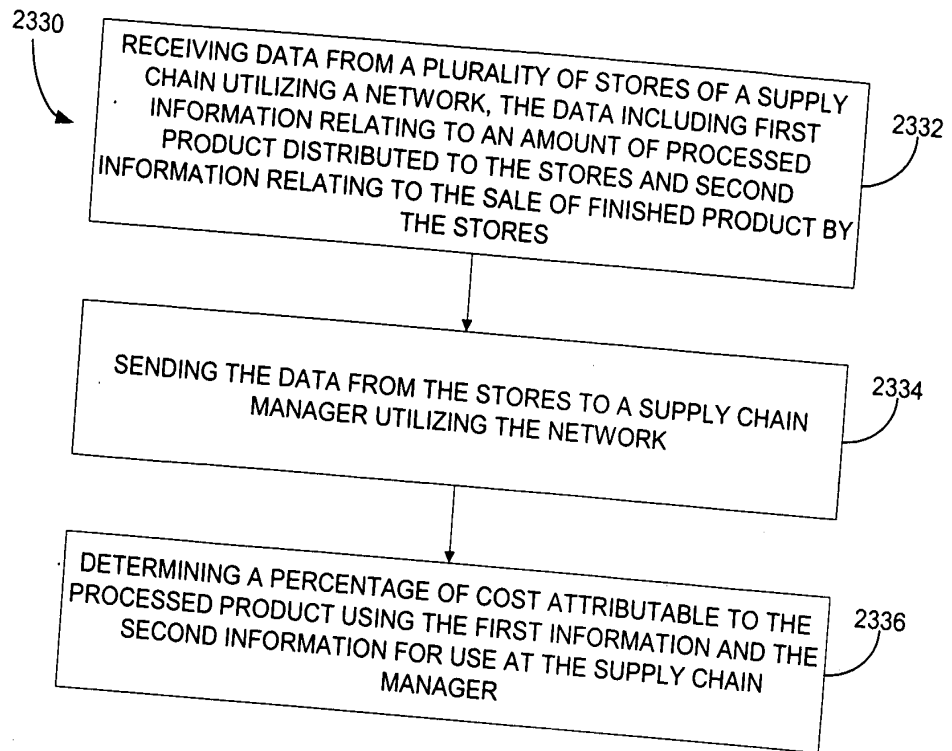 2330
RECEIVING DATA FROM A PLURALITY OF STORES OF A SUPPLY
CHAIN UTILIZING A NETWORK, THE DATA INCLUDING FIRST
INFORMATION RELATING TO AN AMOUNT OF PROCESSED
PRODUCT DISTRIBUTED TO THE STORES AND SECOND
INFORMATION RELATING TO THE SALE OF FINISHED PRODUCT BY
THE STORES
2332
SENDING THE DATA FROM THE STORES TO A SUPPLY CHAIN
MANAGER UTILIZING THE NETWORK
2334
DETERMINING A PERCENTAGE OF COST ATTRIBUTABLE TO THE
PROCESSED PRODUCT USING THE FIRST INFORMATION AND THE
SECOND INFORMATION FOR USE AT THE SUPPLY CHAIN
MANAGER
2336